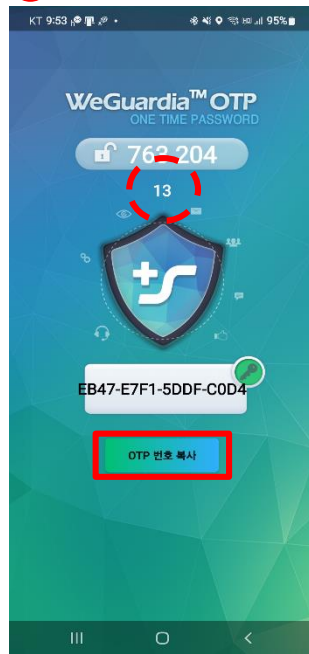 KT 9:53 95%
WeGuardia™ OTP
ONE TIME PASSWORD
763 204
13
EB47-E7F1-5DDF-C0D4
OTP 번호 복사